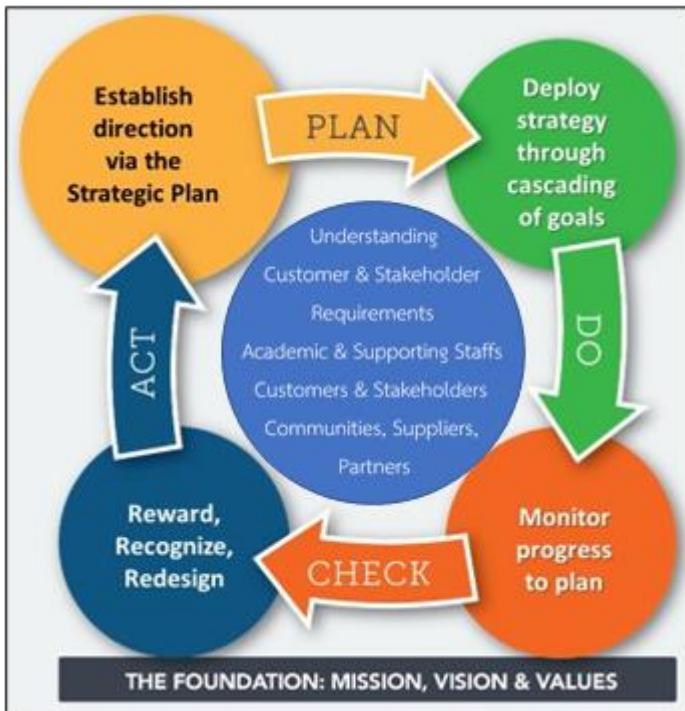 Establish
direction
via the
Strategic Plan
PLAN
Deploy
strategy
through
cascading
of goals
Understanding
Customer & Stakeholder
Requirements
Academic & Supporting Staffs
Customers & Stakeholders
Communities, Suppliers,
Partners
DO
ACT
Monitor
progress
to plan
CHECK
Reward,
Recognize,
Redesign
THE FOUNDATION: MISSION, VISION & VALUES